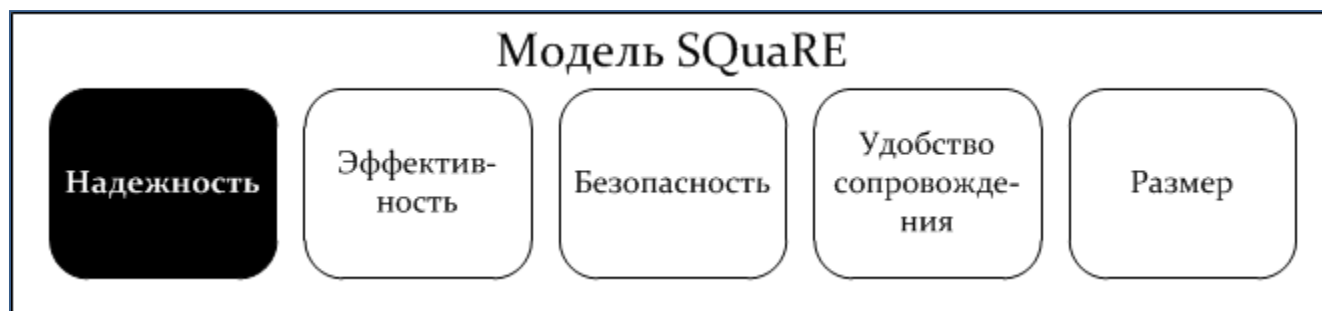 Модель SQuaRE
Надежность
Эффектив-
ность
Безопасность
Удобство
сопровожде-
ния
Размер